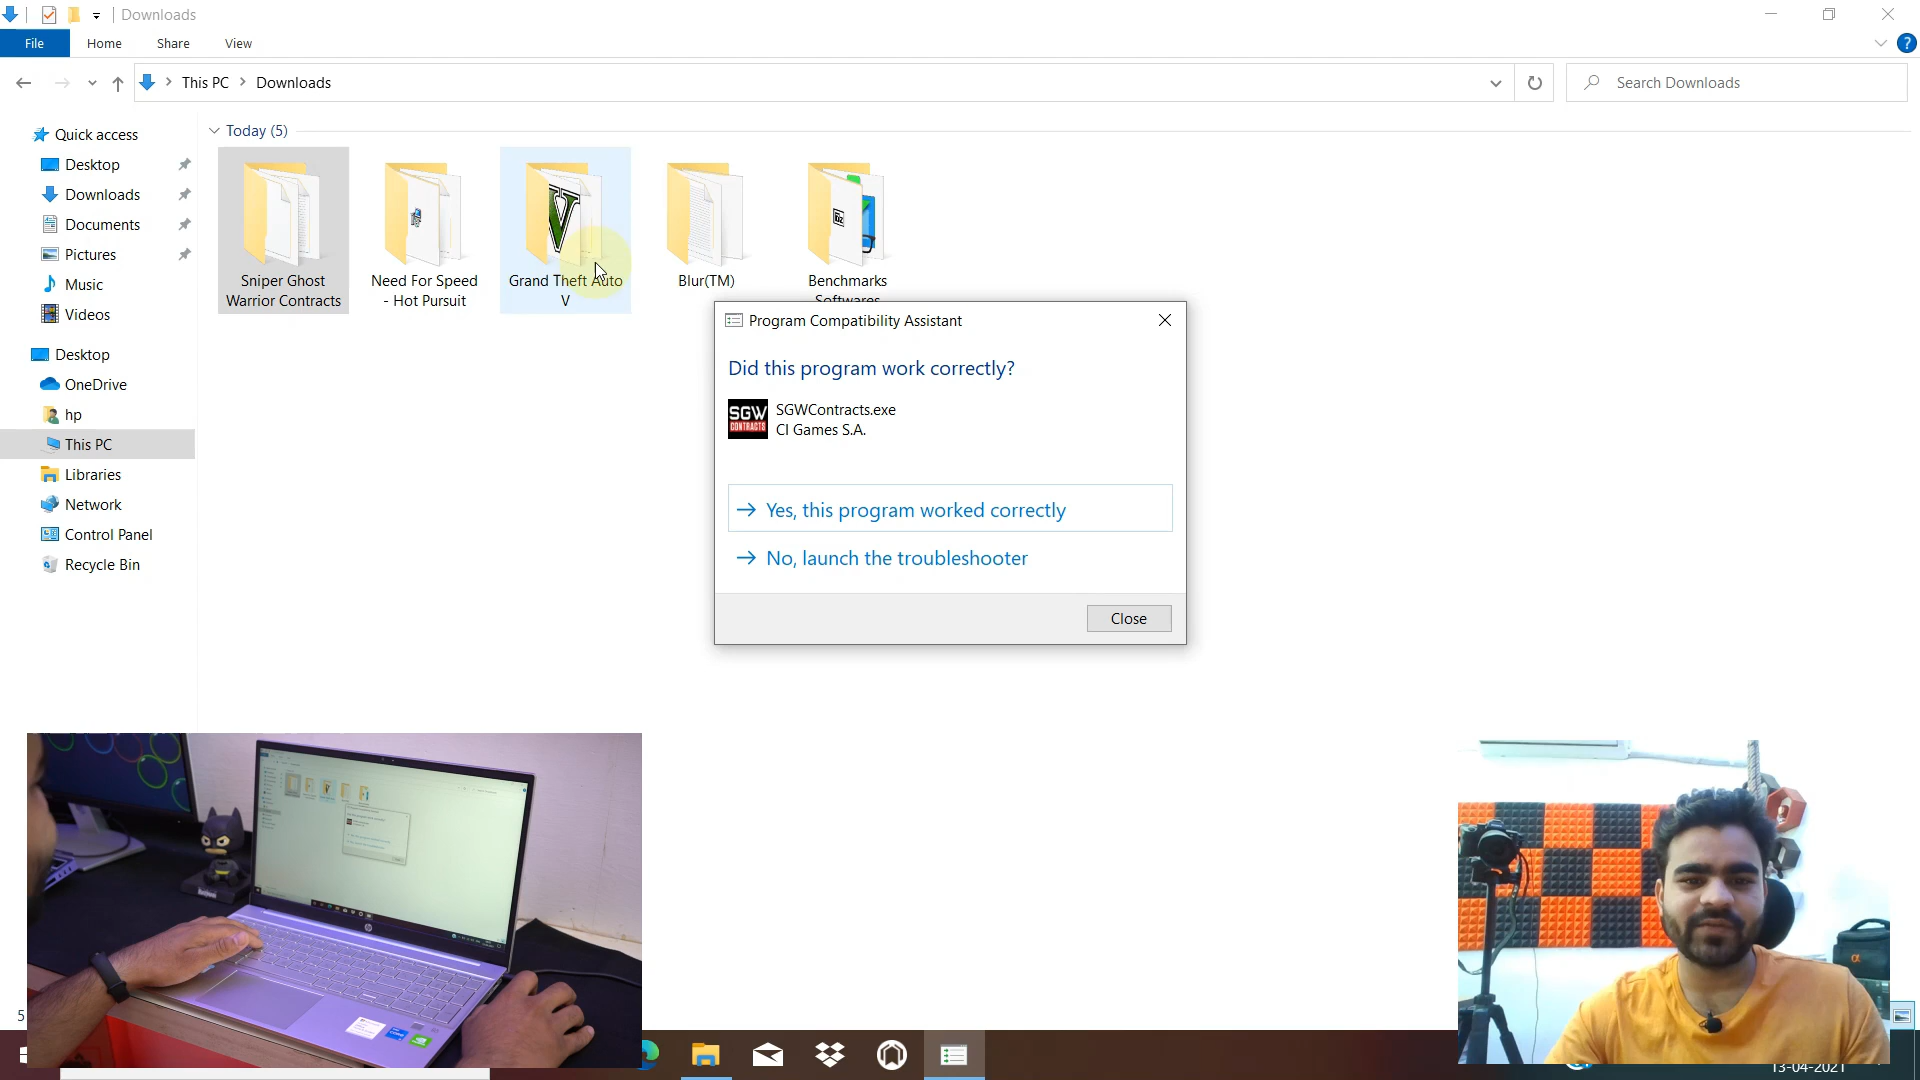 Downloads
File
Home
Share
View
This PC
Downloads
Search Downloads
Quick access
Desktop
Downloads
Documents
Pictures
Music
Videos
Desktop
OneDrive
hp
This PC
Libraries
Network
Control Panel
Recycle Bin
Today (5)
Sniper Ghost
Warrior Contracts
Need For Speed
- Hot Pursuit
Grand Theft Auto
V
Blur(TM)
Benchmarks
Softwares
Program Compatibility Assistant
Did this program work correctly?
SGW
CONTRACTS
SGWContracts.exe
CI Games S.A.
Yes, this program worked correctly
No, launch the troubleshooter
Close
5
hp
13-04-2021